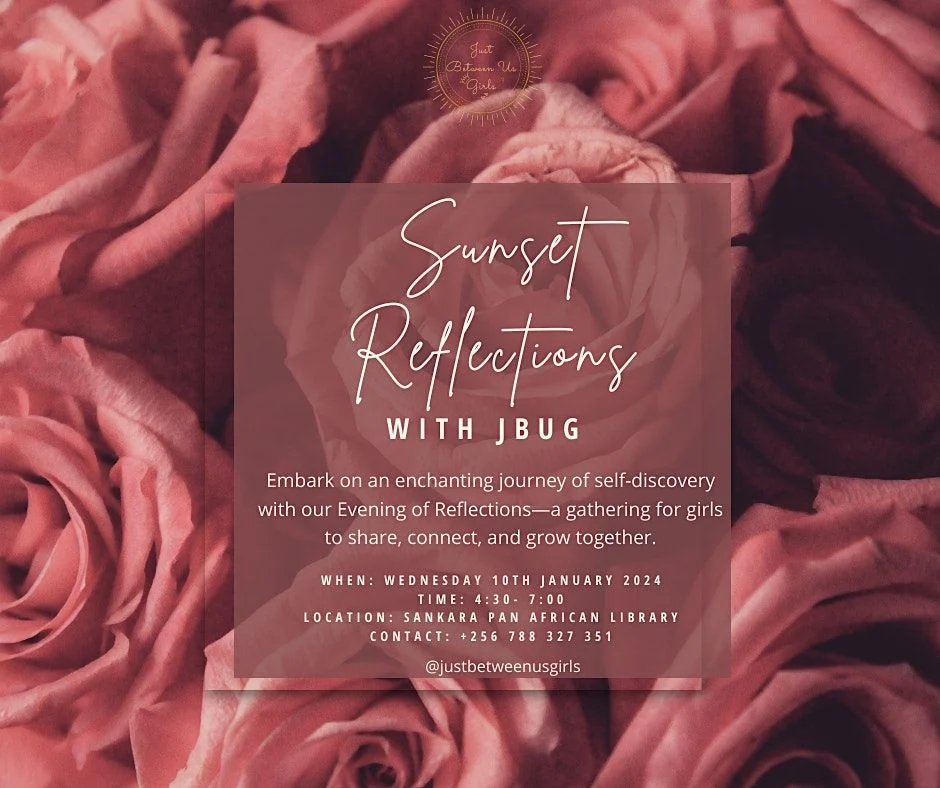 Just
Between Us
Girls
Sunset
Reflections
WITH JBUG
Embark on an enchanting journey of self-discovery
with our Evening of Reflections—a gathering for girls
to share, connect, and grow together.
WHEN: WEDNESDAY 10TH JANUARY 2024
TIME: 4:30- 7:00
LOCATION: SANKARA PAN AFRICAN LIBRARY
CONTACT: +256 788 327 351
@justbetweenusgirls